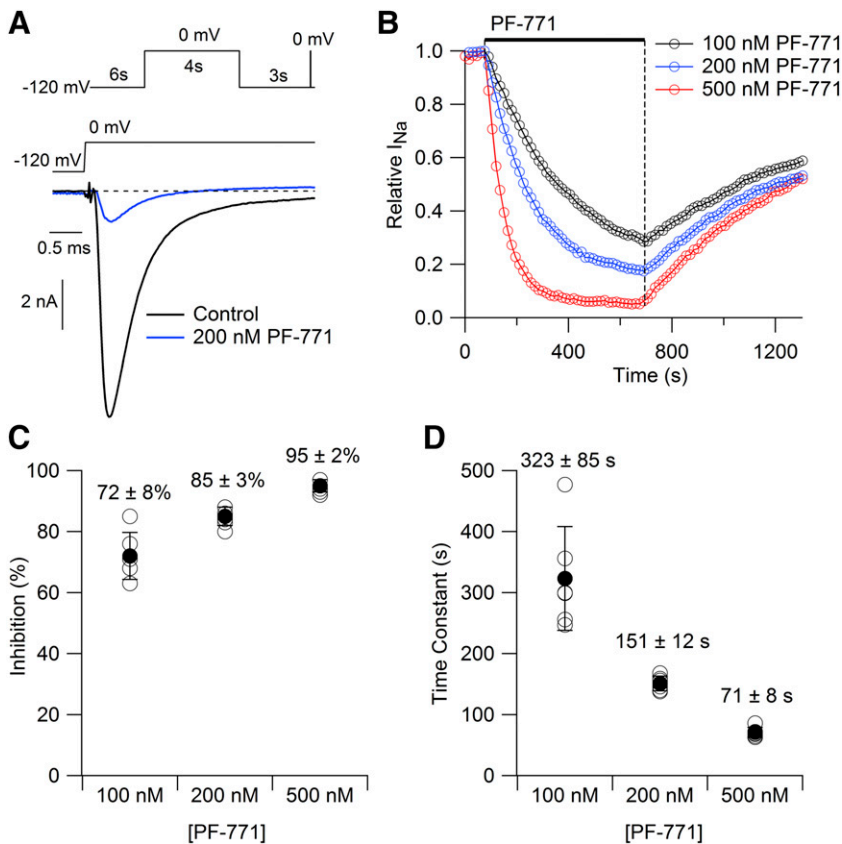 A
0 mV
0 mV
-120 mV
6s
4s
3s
0 mV
-120 mV
0.5 ms
2 nA
Control
200 nM PF-771
B
PF-771
100 nM PF-771
200 nM PF-771
500 nM PF-771
1.0
0.8
0.6
0.4
0.2
0.0
Relative INa
0
400
800
1200
Time (s)
C
100
80
60
40
20
0
Inhibition (%)
72 ± 8%
85 ± 3%
95 ± 2%
100 nM
200 nM
500 nM
[PF-771]
D
500
400
300
200
100
0
Time Constant (s)
323 ± 85 s
151 ± 12 s
71 ± 8 s
100 nM
200 nM
500 nM
[PF-771]